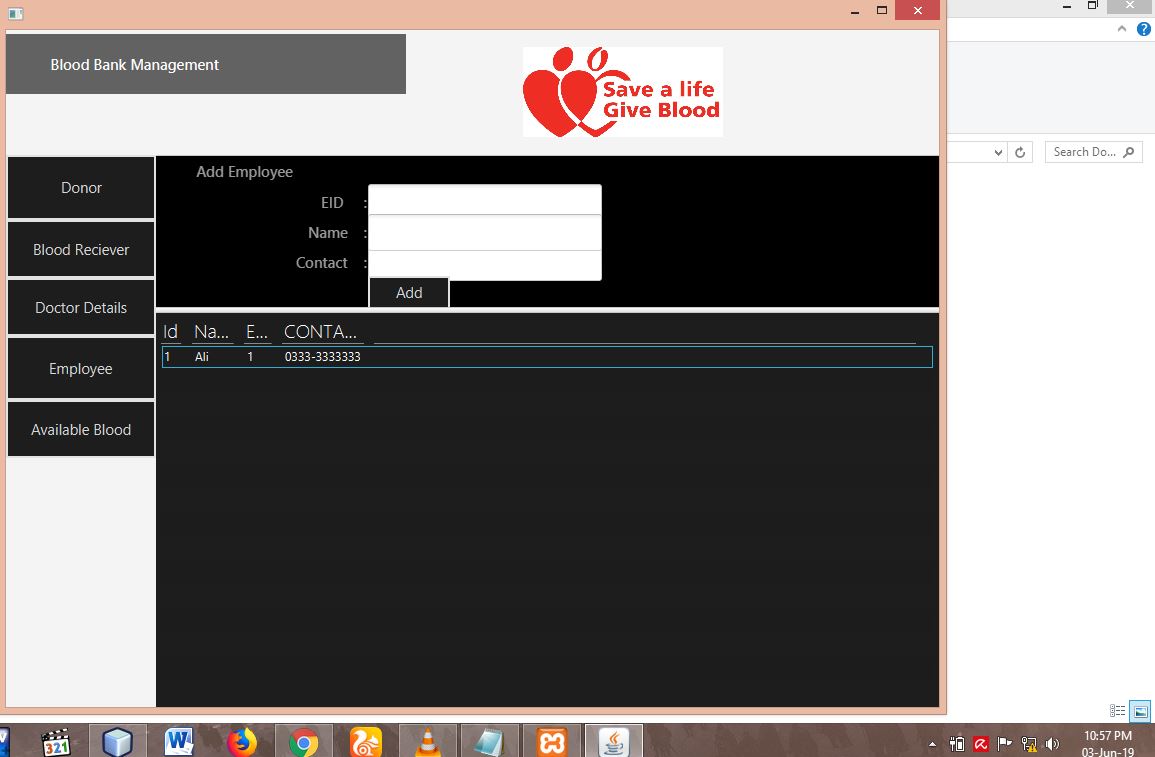 Blood Bank Management
Save a life
Give Blood
Search Do...
Donor
Blood Reciever
Doctor Details
Employee
Available Blood
Add Employee
EID :
Name :
Contact :
Add
Id Na... E... CONTA...
1 Ali 1 0333-3333333
321
10:57 PM
03-Jun-19